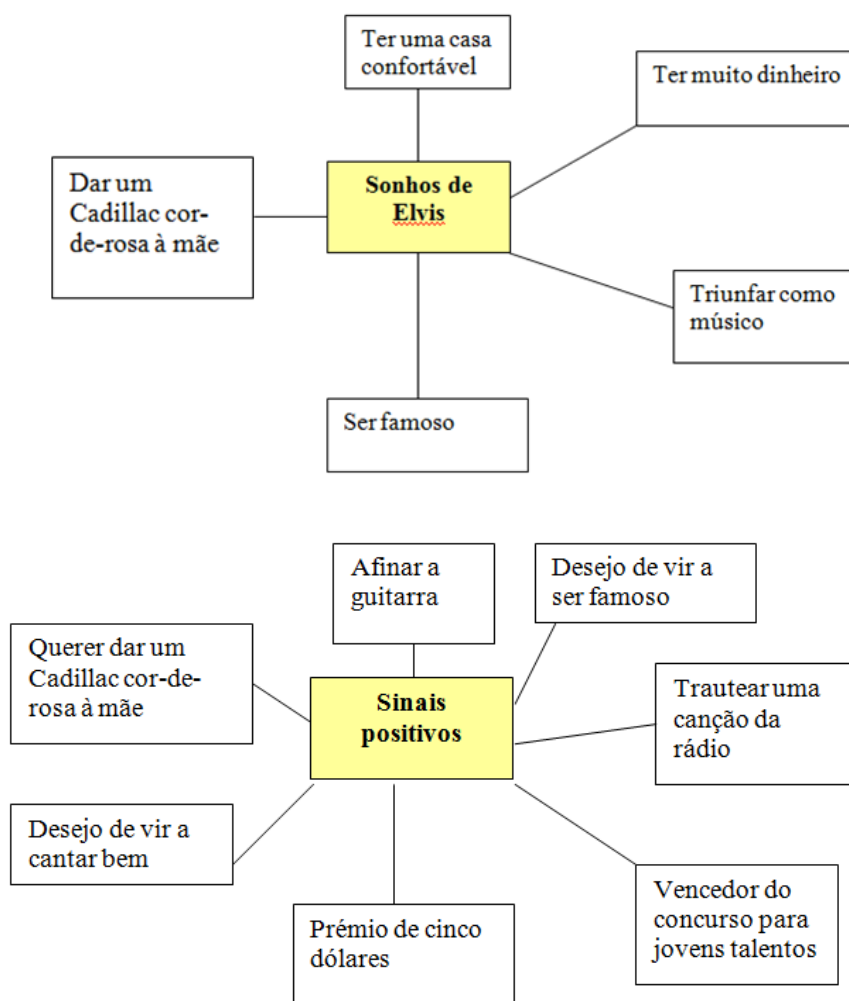 Ter uma casa
confortável
Ter muito dinheiro
Dar um
Cadillac cor-
de-rosa à mãe
Sonhos de
Elvis
Triunfar como
músico
Ser famoso
Afinar a
guitarra
Desejo de vir a
ser famoso
Querer dar um
Cadillac cor-de-
rosa à mãe
Sinais
positivos
Trautear uma
canção da
rádio
Desejo de vir a
cantar bem
Prémio de cinco
dólares
Vencedor do
concurso para
jovens talentos